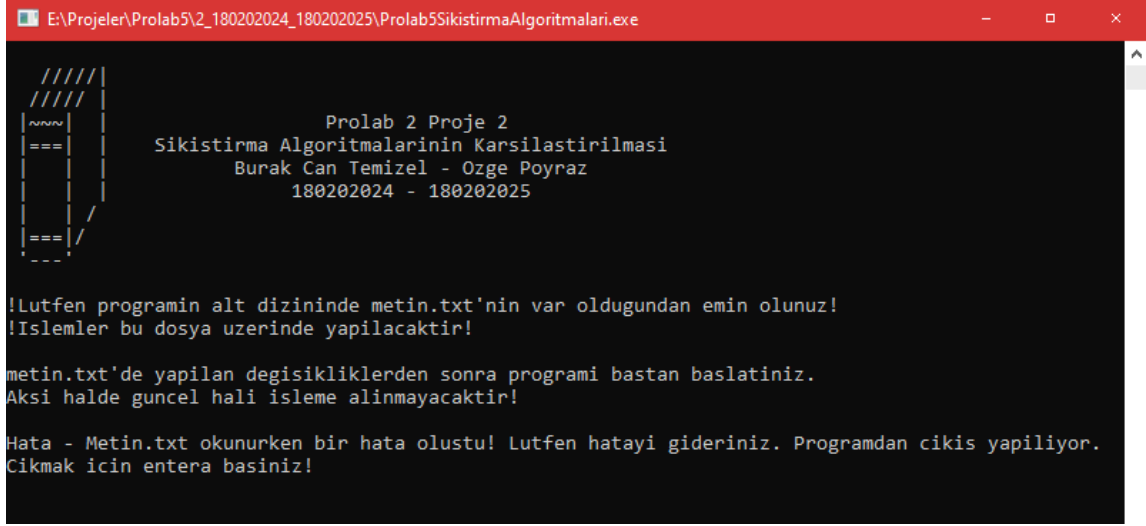 E:\Projeler\Prolab5\2_180202024_180202025\Prolab5SikistirmaAlgoritmalari.exe
Prolab 2 Proje 2
Sikistirma Algoritmalarinin Karsilastirilmasi
Burak Can Temizel - Ozge Poyraz
180202024 - 180202025
!Lutfen programin alt dizininde metin.txt'nin var oldugundan emin olunuz!
!Islemler bu dosya uzerinde yapilacaktir!
metin.txt'de yapilan degisikliklerden sonra programi bastan baslatiniz.
Aksi halde guncel hali isleme alinmayacaktir!
Hata - Metin.txt okunurken bir hata olustu! Lutfen hatayi gideriniz. Programdan cikis yapiliyor.
Cikmak icin entera basiniz!